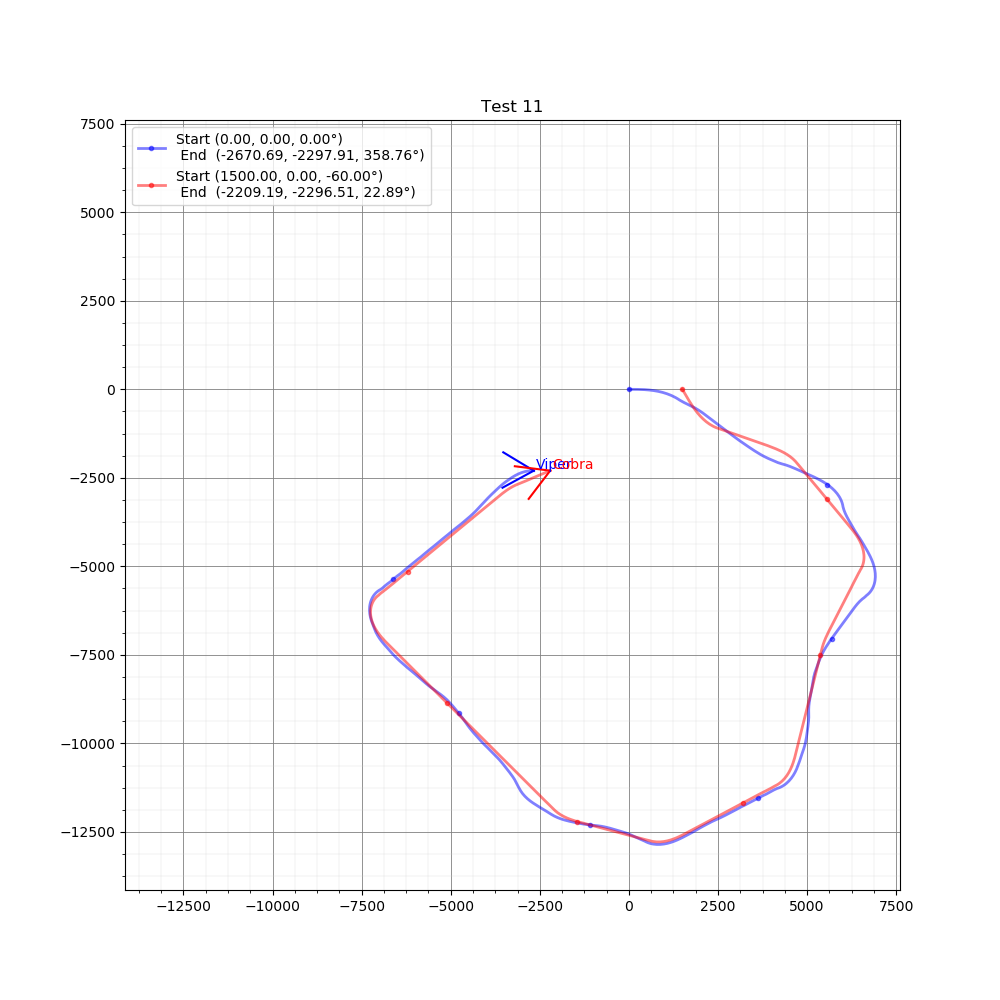 Test 11
Start (0.00, 0.00, 0.00°)
End  (-2670.69, -2297.91, 358.76°)
Start (1500.00, 0.00, -60.00°)
End  (-2209.19, -2296.51, 22.89°)
7500
5000
2500
0
−2500
−5000
−7500
−10000
−12500
Viper
Cobra
−12500 −10000 −7500 −5000 −2500 0 2500 5000 7500